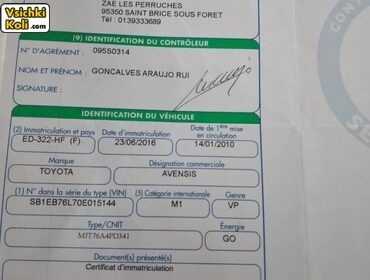 Vsichki
Koli.com
ZAE LES PERRUCHES
95350 SAINT BRICE SOUS FORET
Tél : 0139333689
(9) IDENTIFICATION DU CONTRÔLEUR
N° D'AGRÉMENT : 095S0314
NOM ET PRÉNOM : GONCALVES ARAUJO RUI
SIGNATURE :
IDENTIFICATION DU VÉHICULE
(2) Immatriculation et pays Date d'immatriculation Date de 1ère mise en circulation
ED-322-HF (F) 23/06/2016 14/01/2010
Marque Désignation commerciale
TOYOTA AVENSIS
(1) N° dans la série du type (VIN) (5) Catégorie internationale Genre
SB1EB76L70E015144 M1 VP
Type/CNIT Énergie
MJT76A4PD341 GO
Document(s) présenté(s)
Certificat d'immatriculation